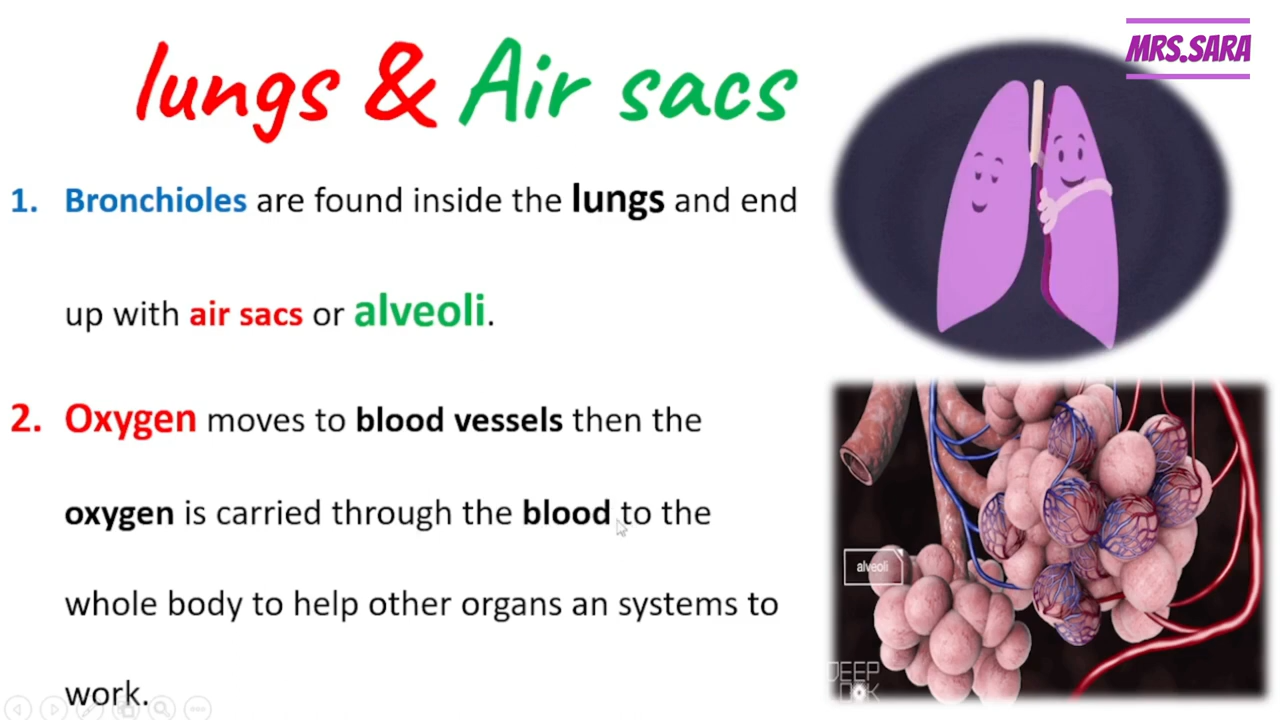 lungs & Air sacs
MRS.SARA
1. Bronchioles are found inside the lungs and end
up with air sacs or alveoli.
2. Oxygen moves to blood vessels then the
oxygen is carried through the blood to the
whole body to help other organs an systems to
work.
alveoli
DEEP
LOOK